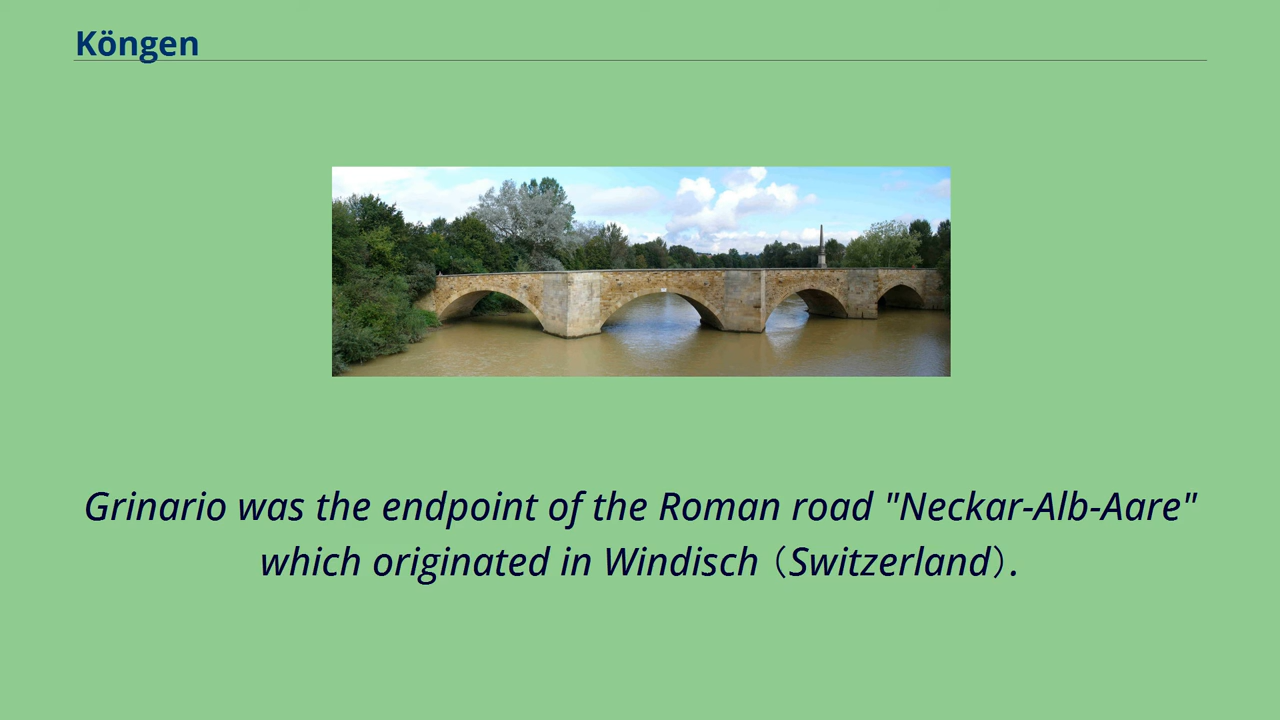 Köngen
Grinario was the endpoint of the Roman road "Neckar-Alb-Aare"
which originated in Windisch（Switzerland）.